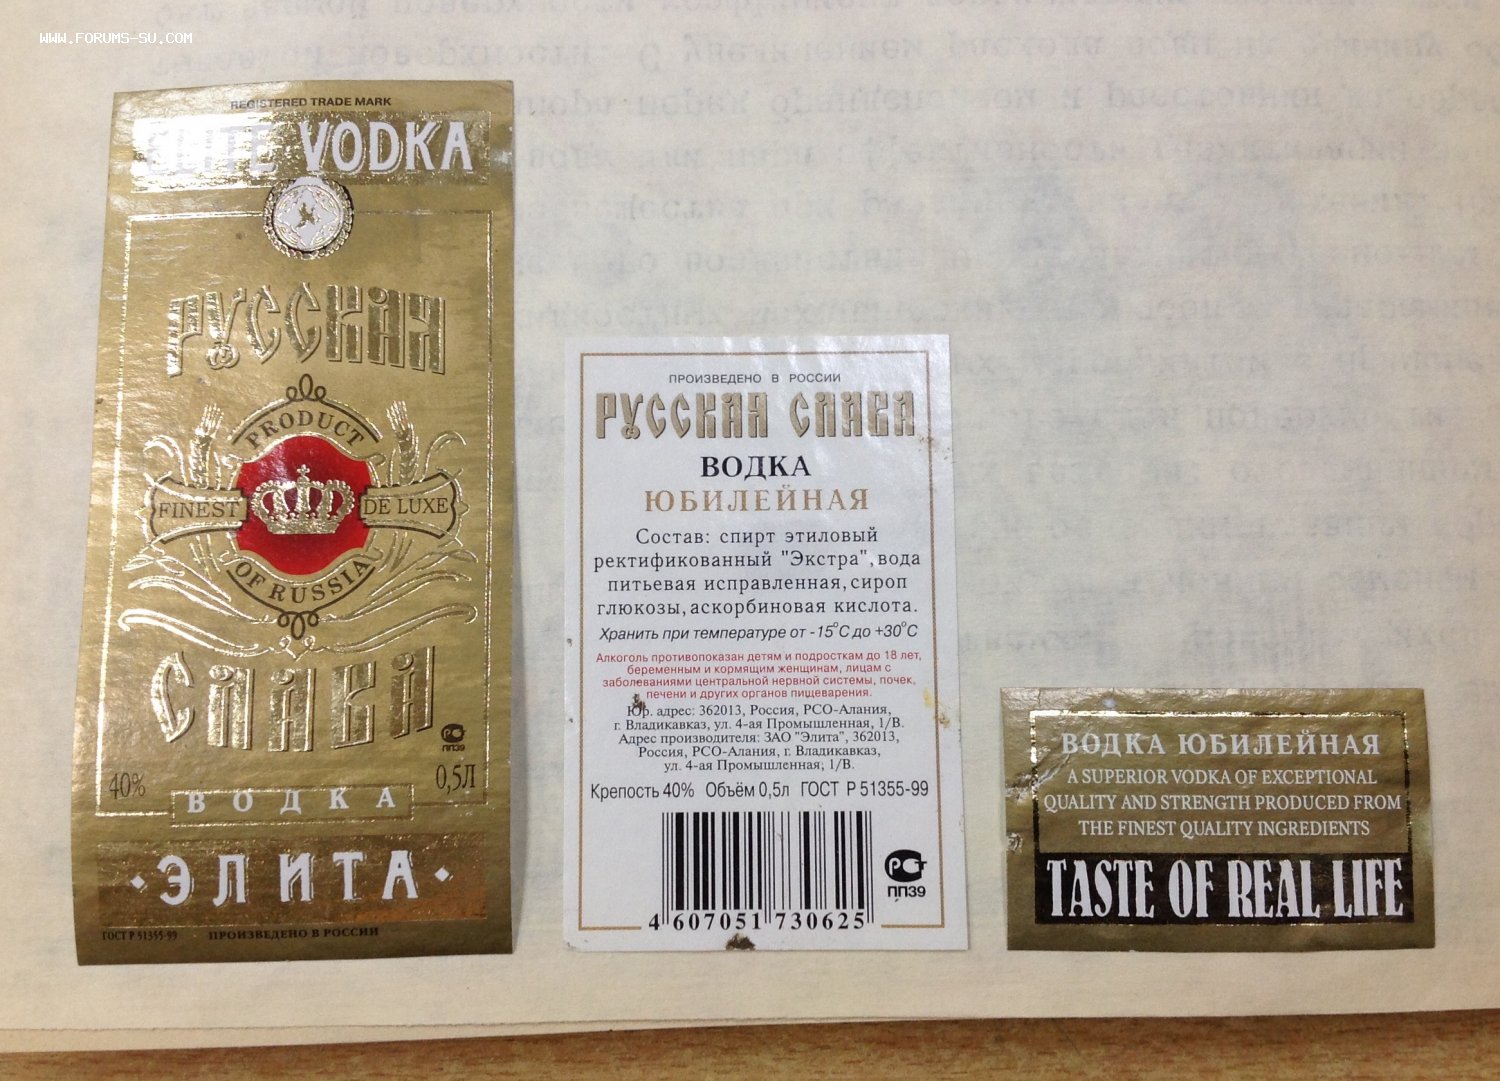 WWW.FORUMS-SU.COM
REGISTERED TRADE MARK
ELITE VODKA
РУССКАЯ
PRODUCT
FINEST DE LUXE
OF RUSSIA
СЛАВА
РСТ
ПП39
40% 0,5Л
ВОДКА
·ЭЛИТА·
ГОСТ Р 51355-99 ПРОИЗВЕДЕНО В РОССИИ
ПРОИЗВЕДЕНО В РОССИИ
РУССКАЯ СЛАВА
ВОДКА
ЮБИЛЕЙНАЯ
Состав: спирт этиловый
ректификованный "Экстра", вода
питьевая исправленная, сироп
глюкозы, аскорбиновая кислота.
Хранить при температуре от -15°С до +30°С
Алкоголь противопоказан детям и подросткам до 18 лет,
беременным и кормящим женщинам, лицам с
заболеваниями центральной нервной системы, почек,
печени и других органов пищеварения.
Юр. адрес: 362013, Россия, РСО-Алания,
г. Владикавказ, ул. 4-ая Промышленная, 1/В.
Адрес производителя: ЗАО "Элита", 362013,
Россия, РСО-Алания, г. Владикавказ,
ул. 4-ая Промышленная, 1/В.
Крепость 40% Объём 0,5л ГОСТ Р 51355-99
РСТ
ПП39
4 607051 730625
ВОДКА ЮБИЛЕЙНАЯ
A SUPERIOR VODKA OF EXCEPTIONAL
QUALITY AND STRENGTH PRODUCED FROM
THE FINEST QUALITY INGREDIENTS
TASTE OF REAL LIFE